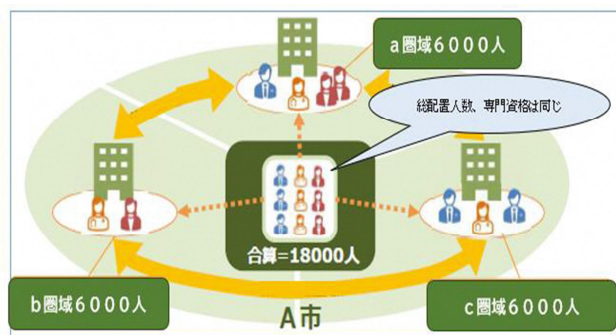 a圏域6000人
総配置人数、専門資格は同じ
合算=18000人
b圏域6000人
c圏域6000人
A市